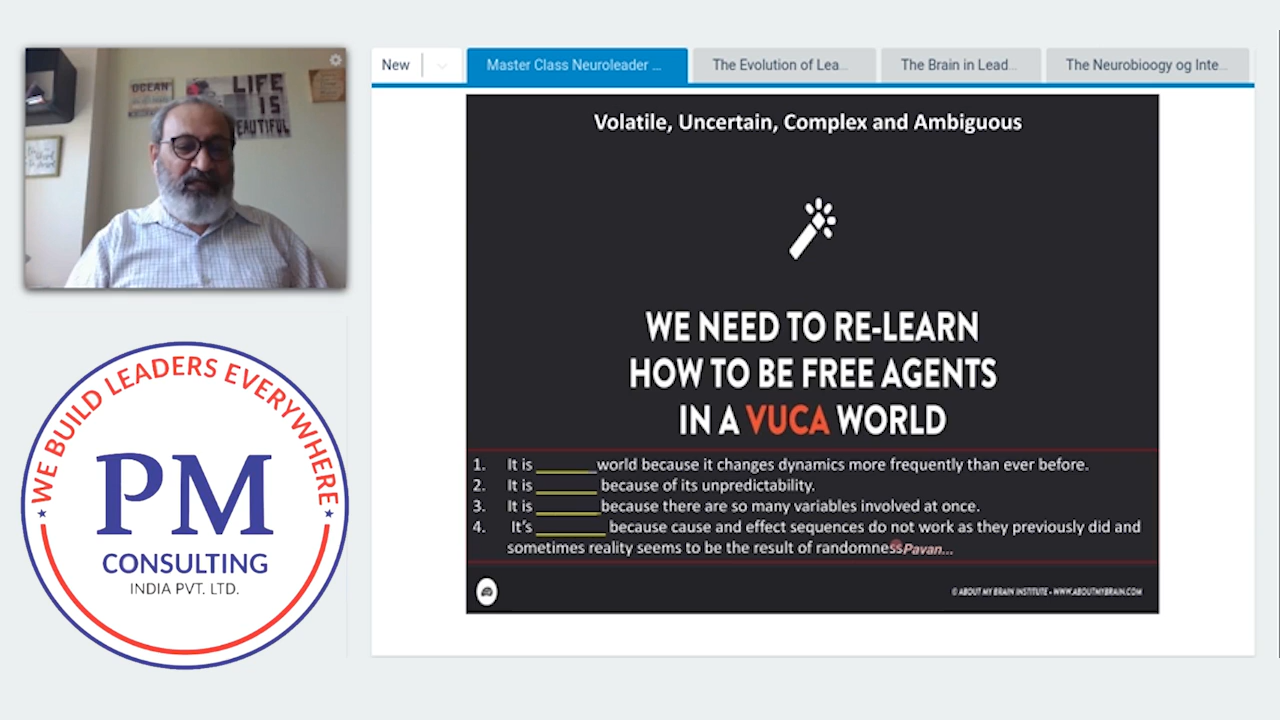 OCEAN
LIFE
IS
BEAUTIFUL
WE BUILD LEADERS EVERYWHERE
PM
CONSULTING
INDIA PVT. LTD.
New
Master Class Neuroleader ...
The Evolution of Lea...
The Brain in Lead...
The Neurobioogy og Inte...
Volatile, Uncertain, Complex and Ambiguous
WE NEED TO RE-LEARN
HOW TO BE FREE AGENTS
IN A VUCA WORLD
1. It is _______world because it changes dynamics more frequently than ever before.
2. It is _______ because of its unpredictability.
3. It is _______because there are so many variables involved at once.
4. It's ________ because cause and effect sequences do not work as they previously did and
sometimes reality seems to be the result of randomness Pavan...
© ABOUT MY BRAIN INSTITUTE - WWW.ABOUTMYBRAIN.COM